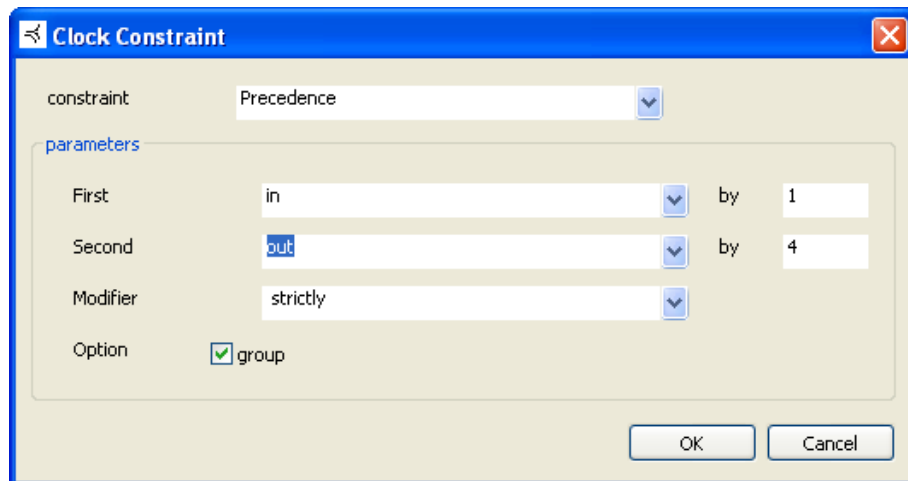 Clock Constraint
constraint Precedence
parameters
First in by 1
Second out by 4
Modifier strictly
Option group
OK Cancel